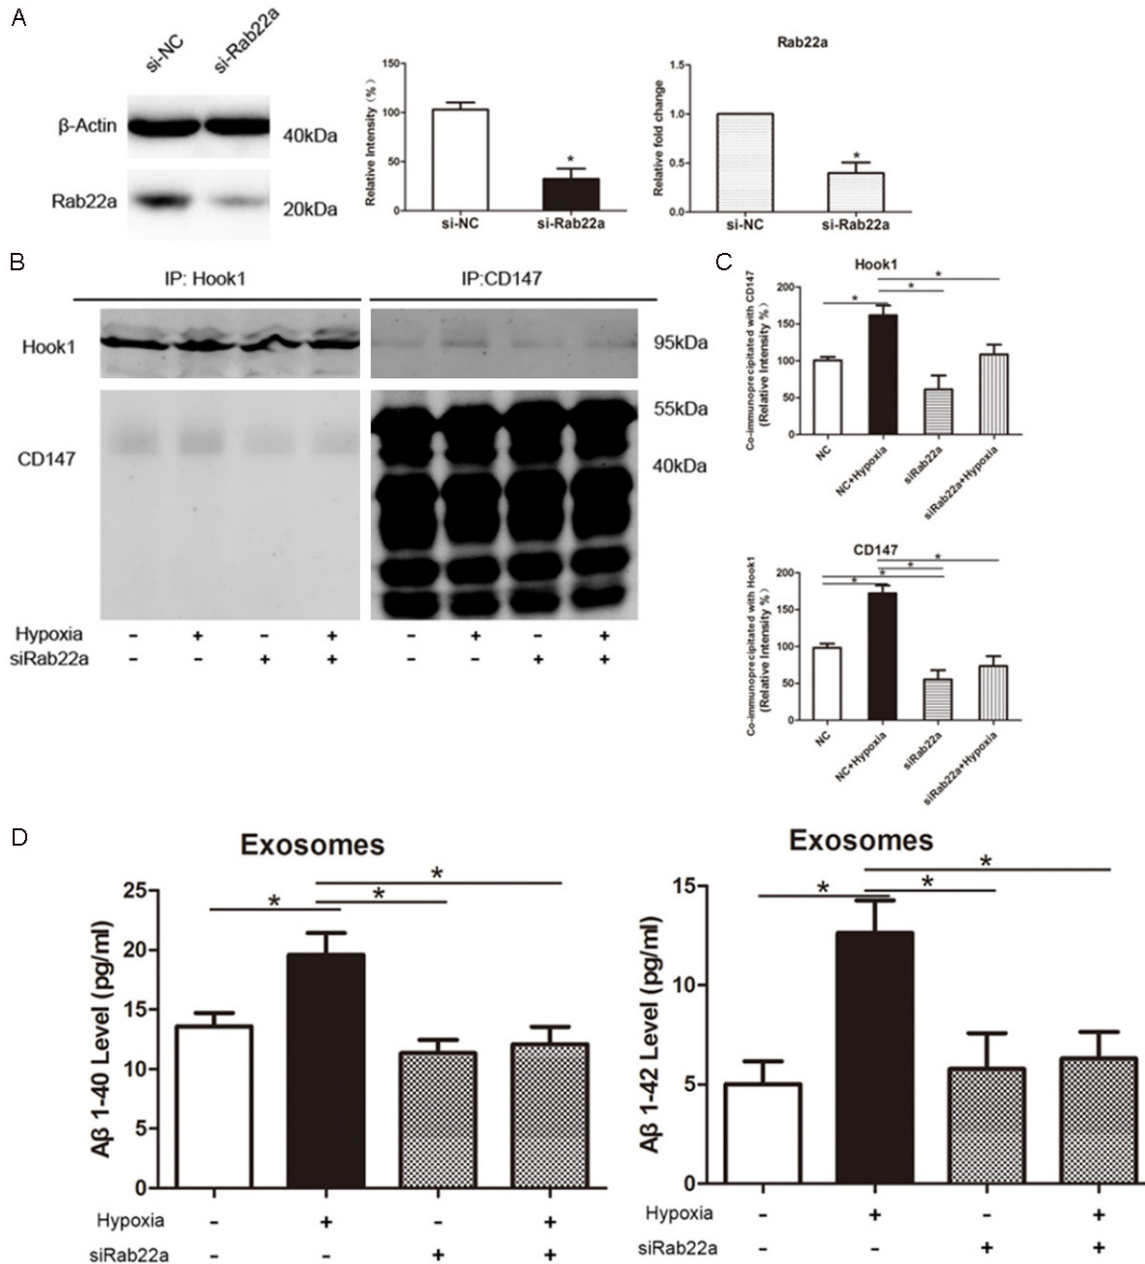 A
si-NC
si-Rab22a
β-Actin
40kDa
Rab22a
20kDa
Relative Intensity (%)
150
100
50
0
si-NC
si-Rab22a
*
Rab22a
Relative fold change
1.5
1.0
0.5
0.0
si-NC
si-Rab22a
*
B
IP: Hook1
IP:CD147
Hook1
95kDa
55kDa
CD147
40kDa
Hypoxia - + - + - + - +
siRab22a - - + + - - + +
C
Hook1
Co-immunoprecipitated with CD147
(Relative Intensity %)
200
150
100
50
0
* * *
NC
NC+Hypoxia
siRab22a
siRab22a+Hypoxia
CD147
Co-immunoprecipitated with Hook1
(Relative Intensity %)
200
150
100
50
0
* * * *
NC
NC+Hypoxia
siRab22a
siRab22a+Hypoxia
D
Exosomes
Aβ 1-40 Level (pg/ml)
25
20
15
10
5
0
* * *
Hypoxia - + - +
siRab22a - - + +
Exosomes
Aβ 1-42 Level (pg/ml)
15
10
5
0
* * *
Hypoxia - + - +
siRab22a - - + +